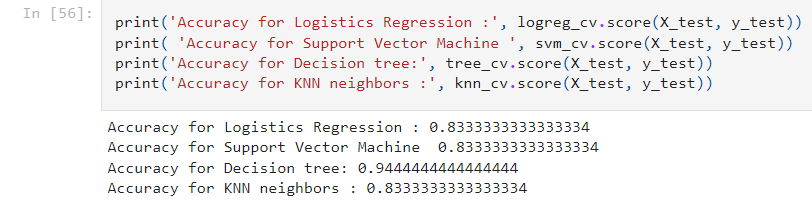 In [56]:
print('Accuracy for Logistics Regression :', logreg_cv.score(X_test, y_test))
print( 'Accuracy for Support Vector Machine ', svm_cv.score(X_test, y_test))
print('Accuracy for Decision tree:', tree_cv.score(X_test, y_test))
print('Accuracy for KNN neighbors :', knn_cv.score(X_test, y_test))
Accuracy for Logistics Regression : 0.8333333333333334
Accuracy for Support Vector Machine  0.8333333333333334
Accuracy for Decision tree: 0.9444444444444444
Accuracy for KNN neighbors : 0.8333333333333334